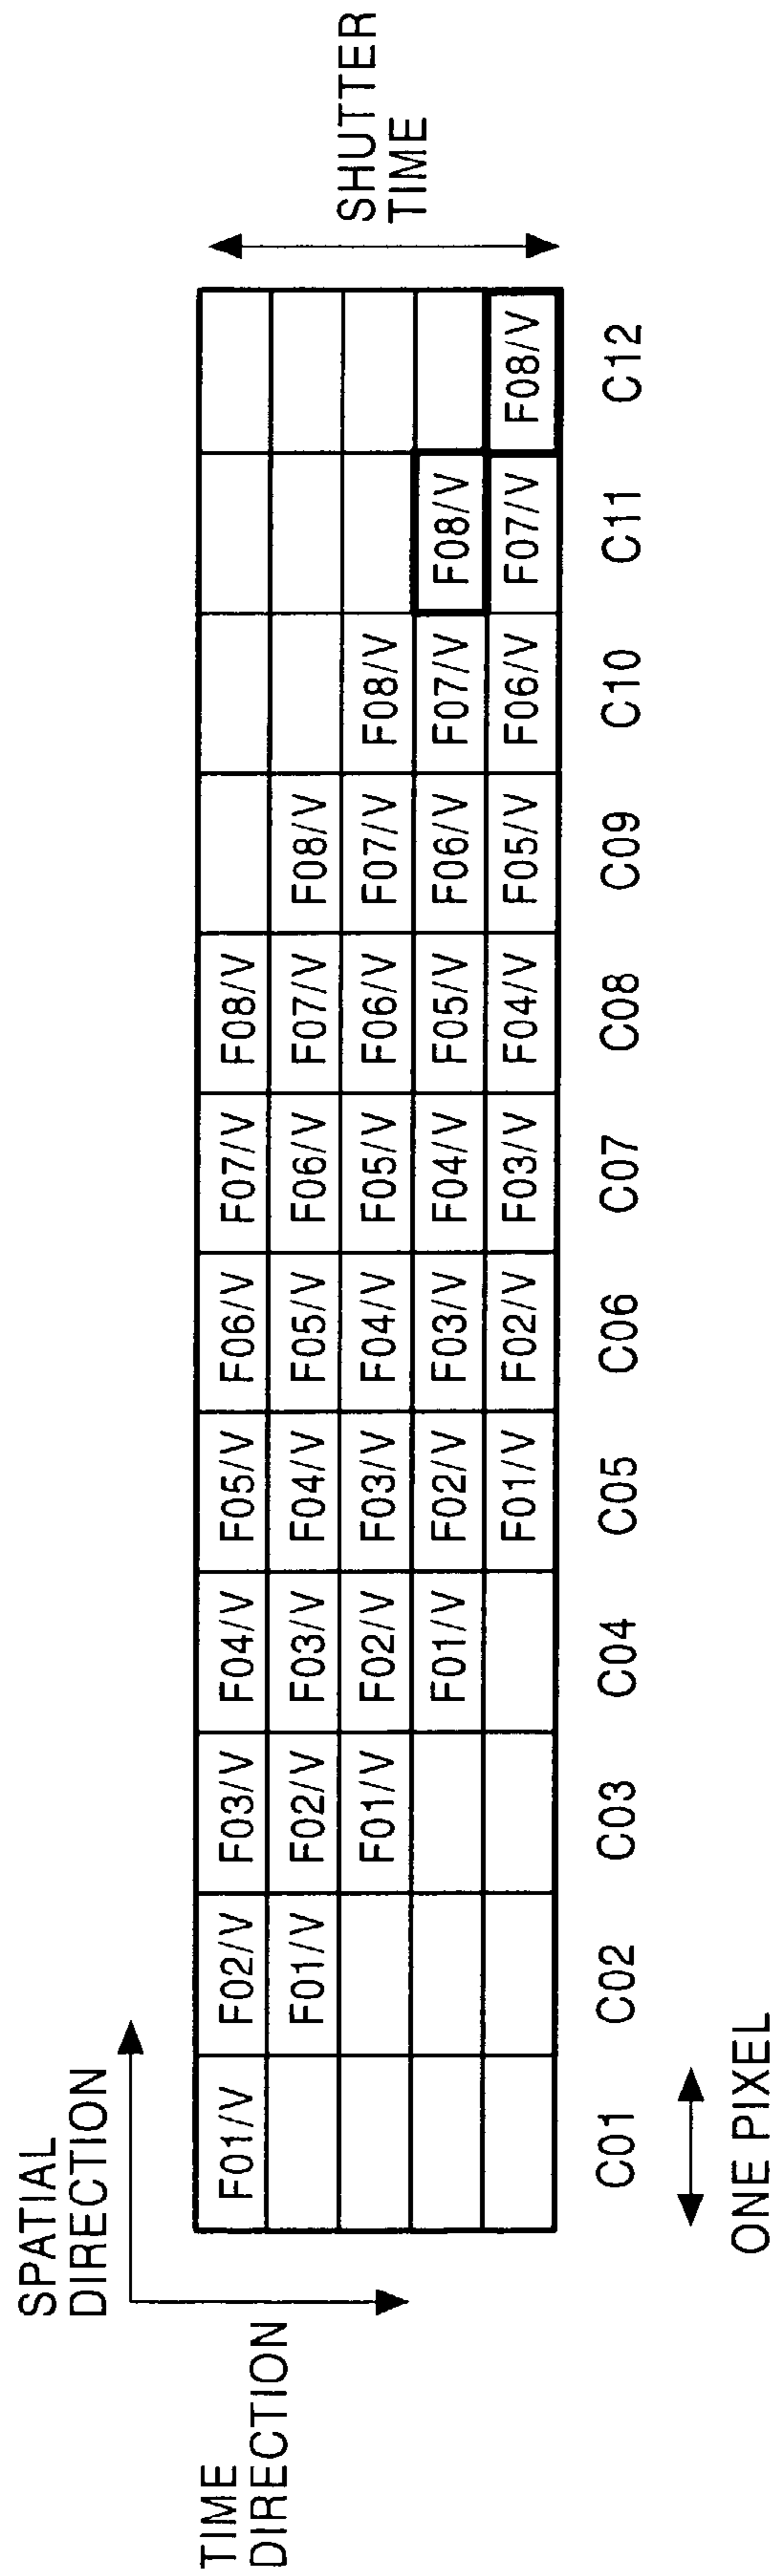 SPATIAL
DIRECTION
TIME
DIRECTION
SHUTTER
TIME
F01/V F02/V F03/V F04/V F05/V F06/V F07/V F08/V
F01/V F02/V F03/V F04/V F05/V F06/V F07/V F08/V
F01/V F02/V F03/V F04/V F05/V F06/V F07/V F08/V
F01/V F02/V F03/V F04/V F05/V F06/V F07/V F08/V
F01/V F02/V F03/V F04/V F05/V F06/V F07/V F08/V
C01 C02 C03 C04 C05 C06 C07 C08 C09 C10 C11 C12
ONE PIXEL